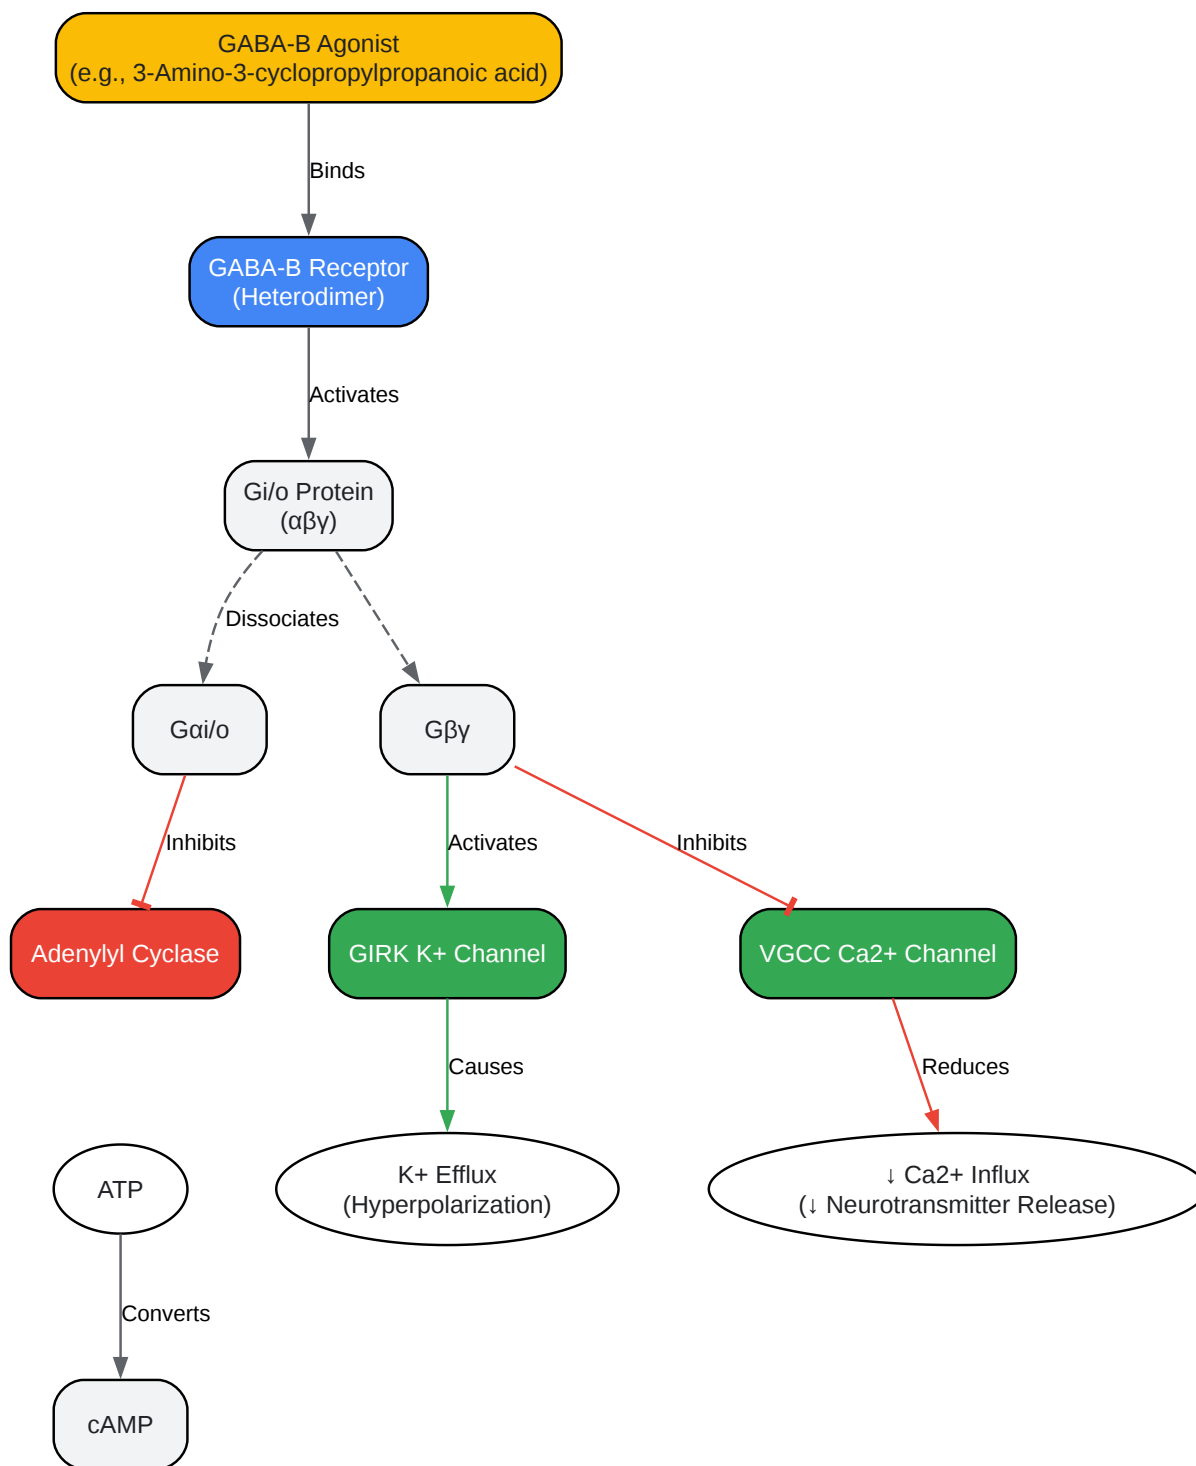 GABA-B Agonist
(e.g., 3-Amino-3-cyclopropylpropanoic acid)
Binds
GABA-B Receptor
(Heterodimer)
Activates
Gi/o Protein
(αβγ)
Dissociates
Gαi/o
Gβγ
Inhibits
Activates
Inhibits
Adenylyl Cyclase
GIRK K+ Channel
VGCC Ca2+ Channel
Causes
Reduces
ATP
K+ Efflux
(Hyperpolarization)
↓ Ca2+ Influx
(↓ Neurotransmitter Release)
Converts
cAMP